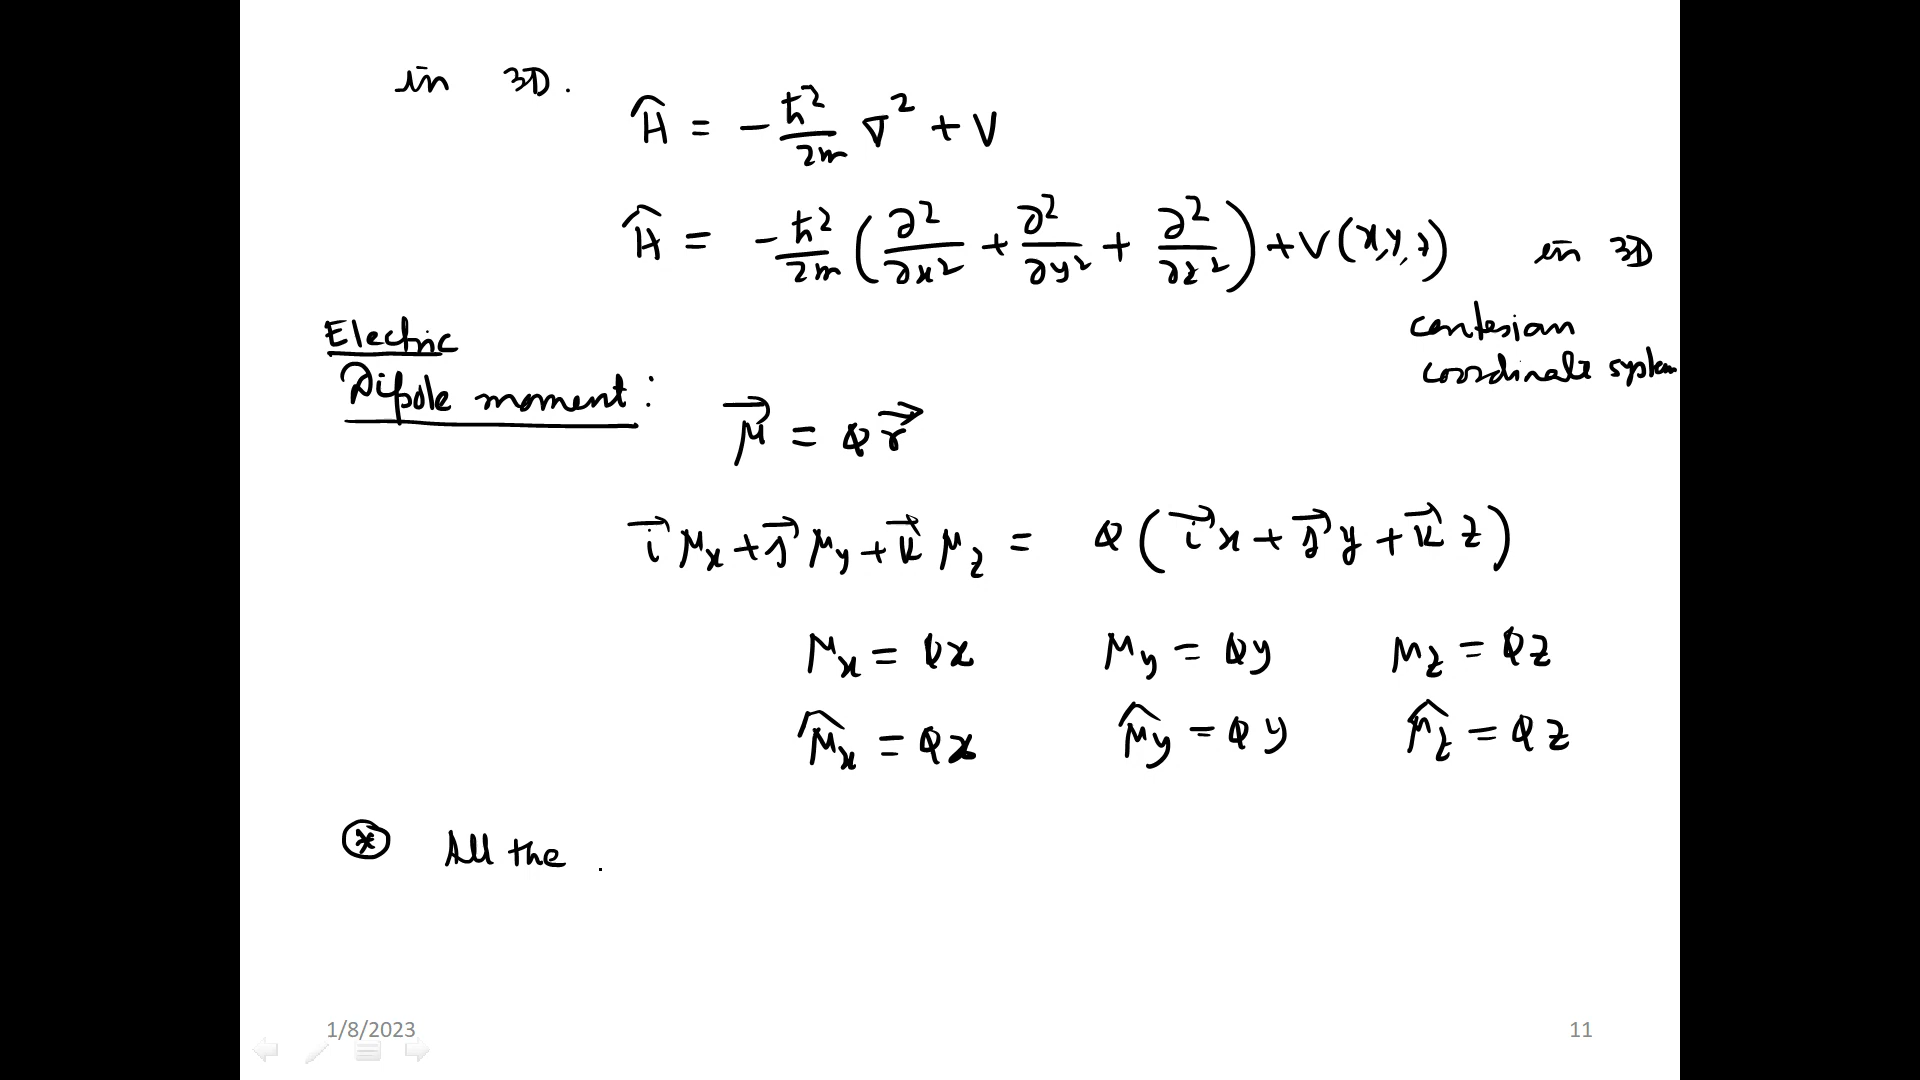 in 3D.
Ĥ = -ħ²/2m ∇² + V
Ĥ = -ħ²/2m (∂²/∂x² + ∂²/∂y² + ∂²/∂z²) + V(x,y,z) in 3D
cartesian
coordinate system
Electric
Dipole moment:
μ⃗ = Q r⃗
i⃗ μx + j⃗ μy + k⃗ μz = Q (i⃗ x + j⃗ y + k⃗ z)
μx = Qx μy = Qy μz = Qz
μ̂x = Qx μ̂y = Qy μ̂z = Qz
⊛ All the .
1/8/2023 11